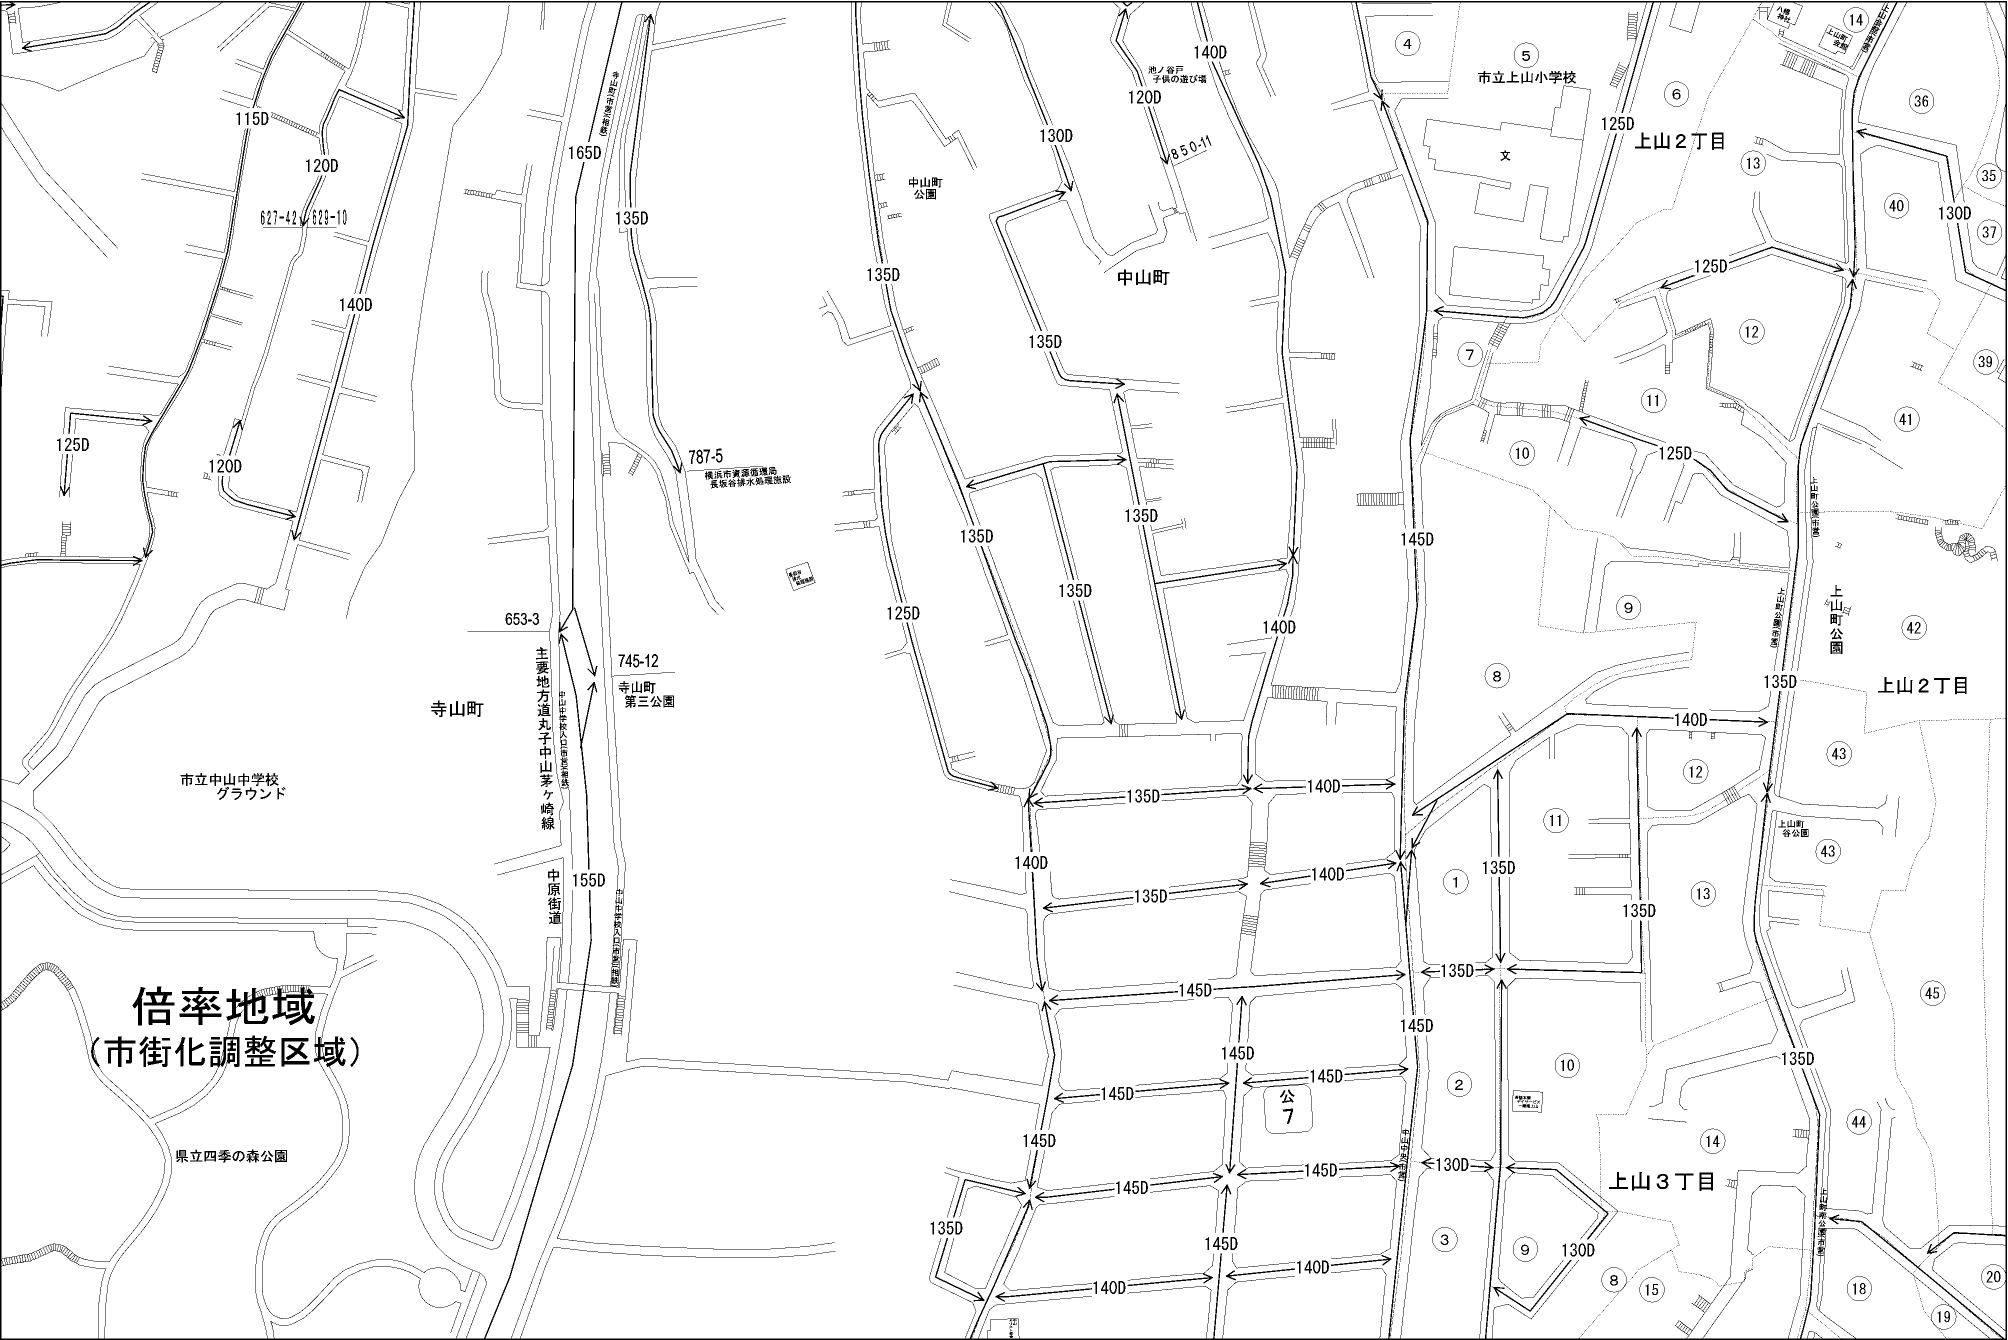 八幡
神社
14
上山町
会館
4
5
市立上山小学校
文
6
上山２丁目
36
13
35
40
37
130D
125D
115D
120D
627-42
629-10
140D
165D
135D
140D
池ノ谷戸
子供の遊び場
120D
850-11
130D
中山町
公園
135D
中山町
135D
125D
12
7
39
11
41
10
125D
125D
120D
787-5
横浜市資源循環局
長坂谷排水処理施設
135D
135D
135D
145D
125D
140D
9
上山町公園
42
上山２丁目
8
653-3
745-12
寺山町
第三公園
寺山町
主要地方道丸子中山茅ヶ崎線
中原街道
155D
市立中山中学校
グラウンド
135D
140D
43
12
11
上山町
谷公園
43
135D
140D
140D
135D
140D
1
135D
135D
13
倍率地域
（市街化調整区域）
145D
135D
45
145D
145D
135D
145D
145D
公
7
2
10
44
14
県立四季の森公園
145D
145D
145D
130D
上山３丁目
135D
145D
3
9
130D
8
15
140D
140D
18
19
20